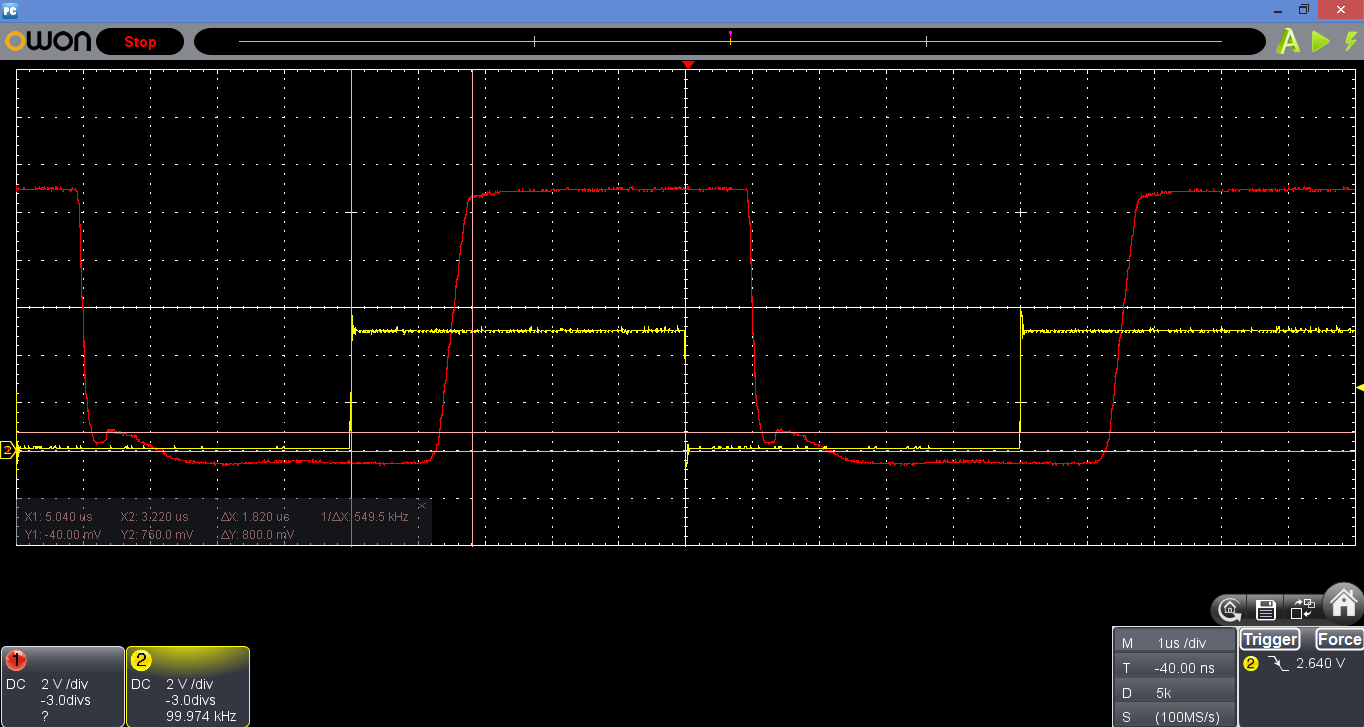 PC
OWON Stop A
2
X1: 5.040 us X2: 3.220 us ΔX: 1.820 us 1/ΔX: 549.5 kHz
Y1: -40.00 mV Y2: 760.0 mV ΔY: 800.0 mV
1
DC 2 V /div
-3.0divs
?
2
DC 2 V /div
-3.0divs
99.974 kHz
M 1us /div
T -40.00 ns
D 5k
S (100MS/s)
Trigger Force
2 2.640 V